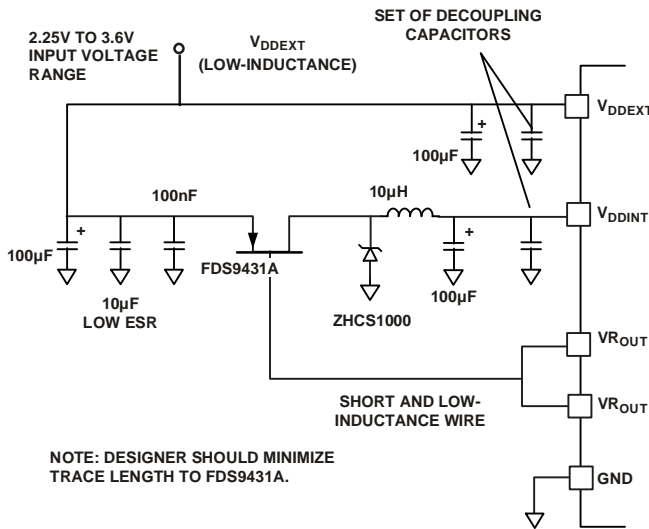 2.25V TO 3.6V
INPUT VOLTAGE
RANGE
VDDEXT
(LOW-INDUCTANCE)
SET OF DECOUPLING
CAPACITORS
VDDEXT
+
100µF
100nF
10µH
VDDINT
+
100µF
10µF
LOW ESR
FDS9431A
ZHCS1000
+
100µF
VROUT
SHORT AND LOW-
INDUCTANCE WIRE
VROUT
NOTE: DESIGNER SHOULD MINIMIZE
TRACE LENGTH TO FDS9431A.
GND